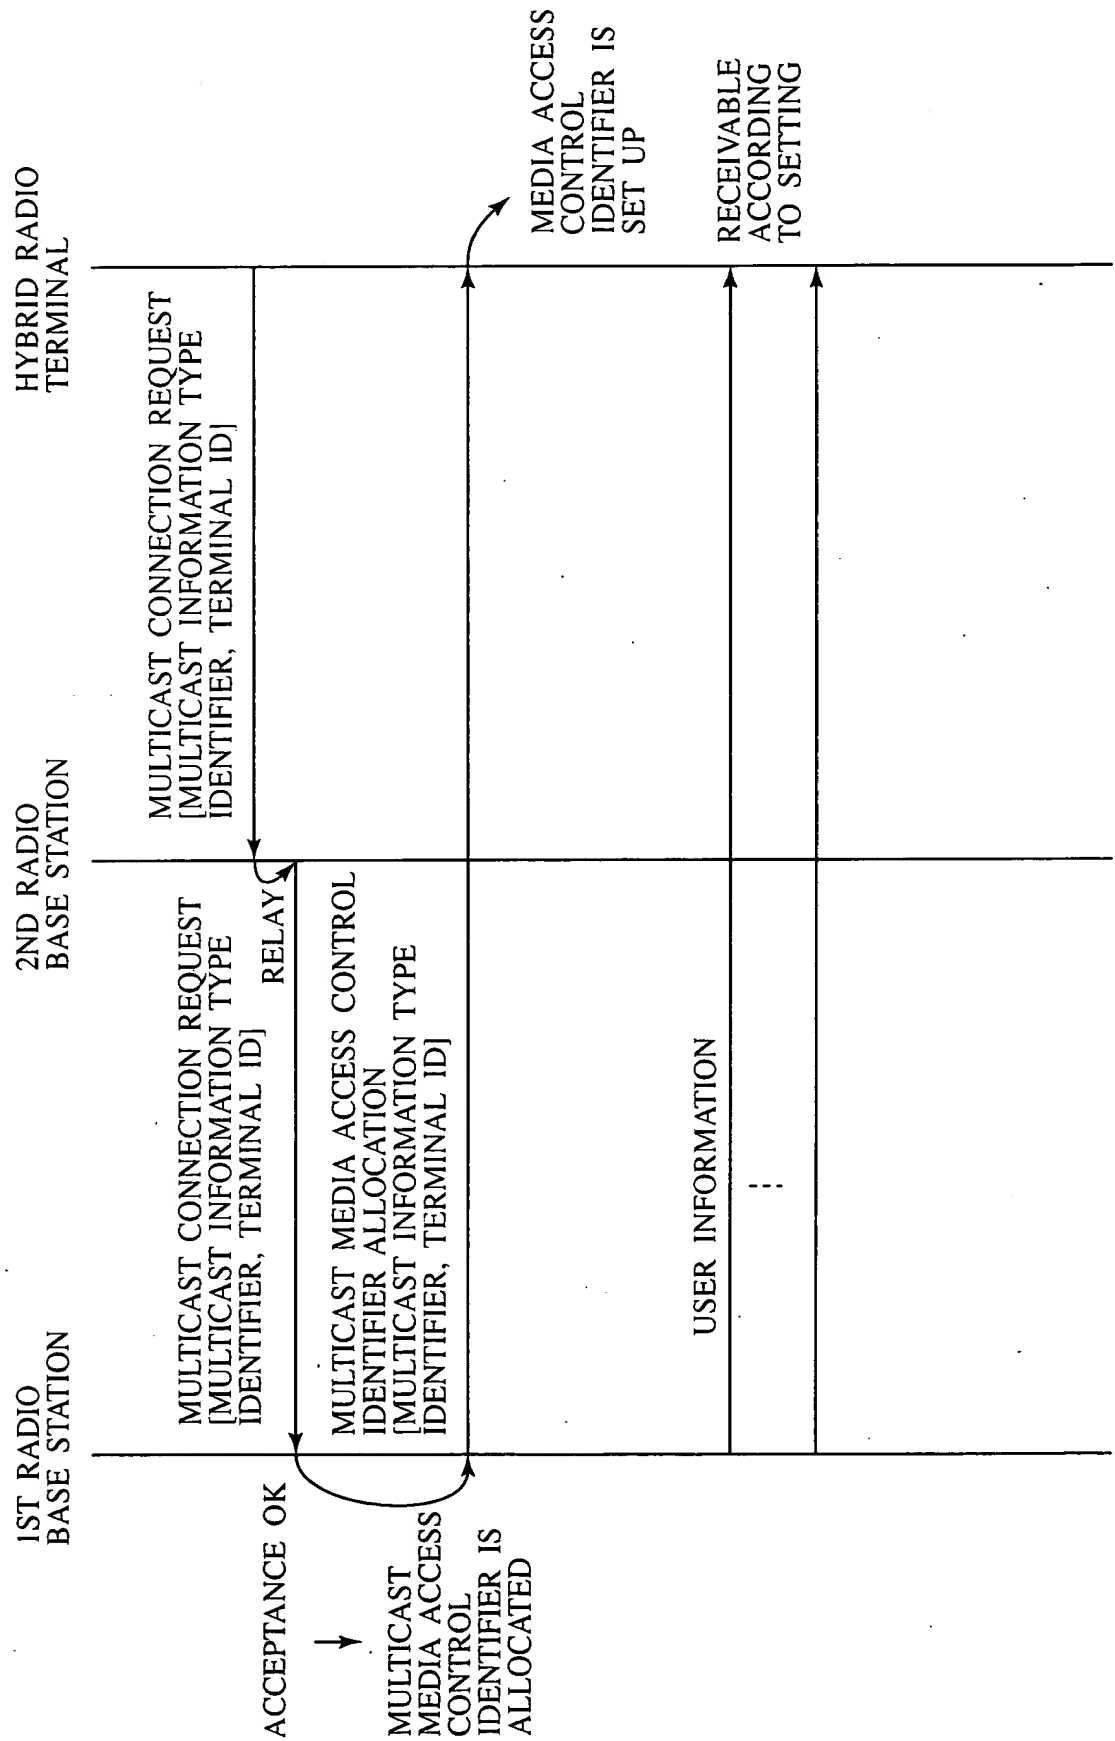 1ST RADIO
BASE STATION
2ND RADIO
BASE STATION
HYBRID RADIO
TERMINAL
MULTICAST CONNECTION REQUEST
[MULTICAST INFORMATION TYPE
IDENTIFIER, TERMINAL ID]
MULTICAST CONNECTION REQUEST
[MULTICAST INFORMATION TYPE
IDENTIFIER, TERMINAL ID]
RELAY
ACCEPTANCE OK
MULTICAST
MEDIA ACCESS
CONTROL
IDENTIFIER IS
ALLOCATED
MULTICAST MEDIA ACCESS CONTROL
IDENTIFIER ALLOCATION
[MULTICAST INFORMATION TYPE
IDENTIFIER, TERMINAL ID]
MEDIA ACCESS
CONTROL
IDENTIFIER IS
SET UP
USER INFORMATION
RECEIVABLE
ACCORDING
TO SETTING